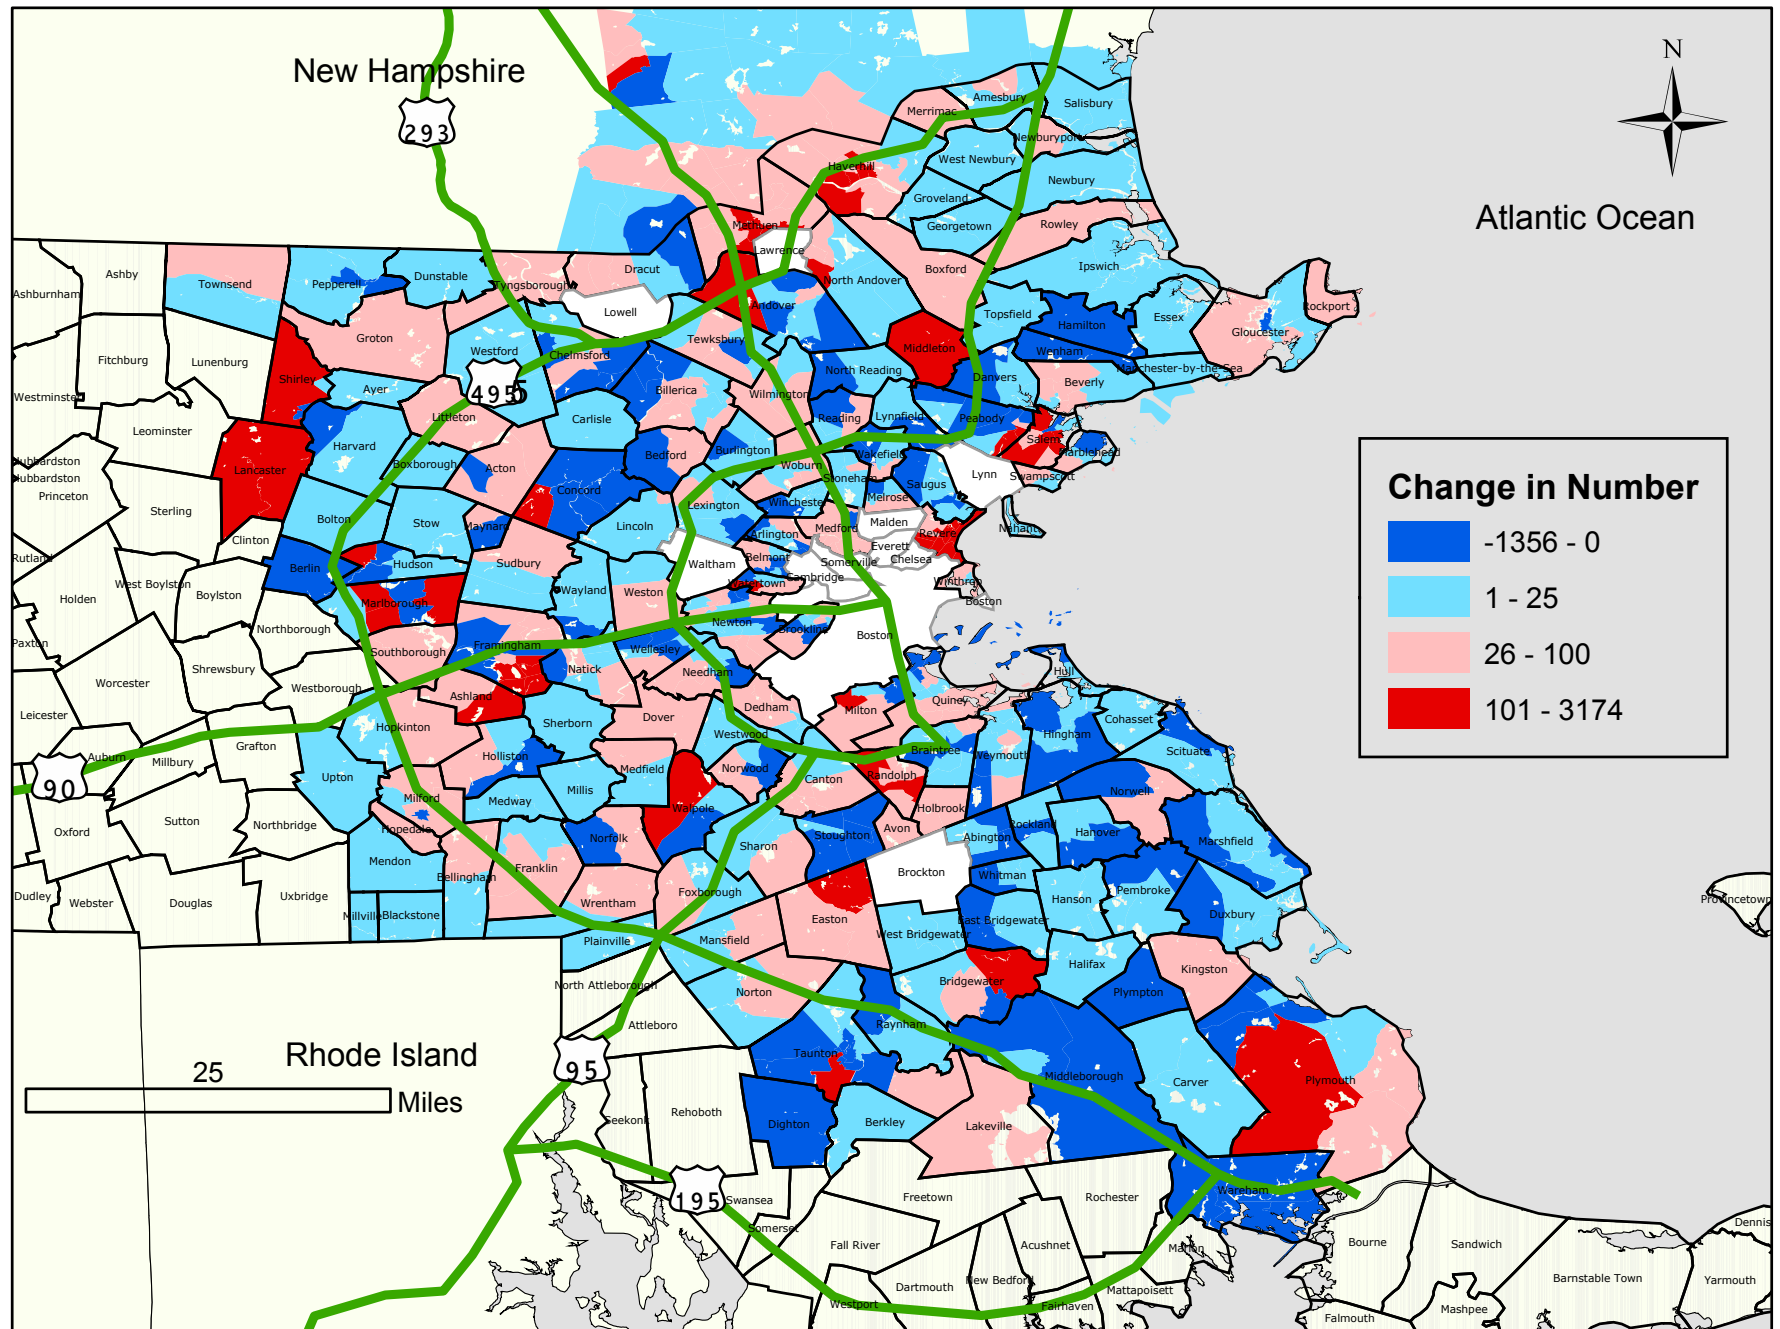 New Hampshire
N
Atlantic Ocean
293
Amesbury
Salisbury
Merrimac
Newburyport
Haverhill
West Newbury
Newbury
Groveland
Georgetown
Rowley
Methuen
Lawrence
Boxford
Ipswich
Ashby
Townsend
Pepperell
Dunstable
Tyngsborough
Dracut
North Andover
Ashburnham
Lowell
Andover
Topsfield
Hamilton
Essex
Gloucester
Rockport
Groton
Tewksbury
Middleton
Wenham
Fitchburg
Lunenburg
Westford
Chelmsford
Shirley
Ayer
495
North Reading
Danvers
Beverly
Manchester-by-the-Sea
Westminster
Billerica
Wilmington
Littleton
Carlisle
Reading
Lynnfield
Peabody
Leominster
Harvard
Salem
Marblehead
Hubbardston
Hubbardston
Lancaster
Boxborough
Acton
Bedford
Burlington
Woburn
Wakefield
Stoneham
Lynn
Swampscott
Saugus
Princeton
Sterling
Concord
Lexington
Winchester
Melrose
Bolton
Stow
Maynard
Lincoln
Arlington
Medford
Malden
Revere
Nahant
Clinton
Everett
Chelsea
Rutland
Berlin
Hudson
Sudbury
Waltham
Belmont
Somerville
Cambridge
Watertown
Winthrop
West Boylston
Boylston
Holden
Marlborough
Wayland
Weston
Boston
Newton
Brookline
Boston
Northborough
Paxton
Southborough
Framingham
Wellesley
Shrewsbury
Natick
Needham
Hull
Worcester
Westborough
Ashland
Dedham
Milton
Quincy
Leicester
Hopkinton
Sherborn
Dover
Westwood
Cohasset
Hingham
Scituate
Grafton
Auburn
Millbury
Holliston
Braintree
Weymouth
90
Upton
Medfield
Norwood
Canton
Randolph
Norwell
Milford
Medway
Millis
Walpole
Holbrook
Sutton
Northbridge
Oxford
Hopedale
Norfolk
Stoughton
Avon
Abington
Rockland
Hanover
Marshfield
Mendon
Sharon
Franklin
Bellingham
Foxborough
Brockton
Whitman
Pembroke
Dudley
Webster
Douglas
Uxbridge
Wrentham
Hanson
Duxbury
Provincetown
Millville
Blackstone
Easton
East Bridgewater
West Bridgewater
Plainville
Mansfield
Halifax
Kingston
North Attleborough
Norton
Bridgewater
Plympton
Attleboro
Raynham
Rhode Island
95
Taunton
Middleborough
Carver
Plymouth
25
Miles
Seekonk
Rehoboth
Dighton
Berkley
Lakeville
195
Swansea
Freetown
Rochester
Wareham
Somerset
Fall River
Acushnet
Marion
Bourne
Sandwich
Dennis
Dartmouth
New Bedford
Mattapoisett
Barnstable Town
Yarmouth
Westport
Fairhaven
Falmouth
Mashpee
Change in Number
-1356 - 0
1 - 25
26 - 100
101 - 3174